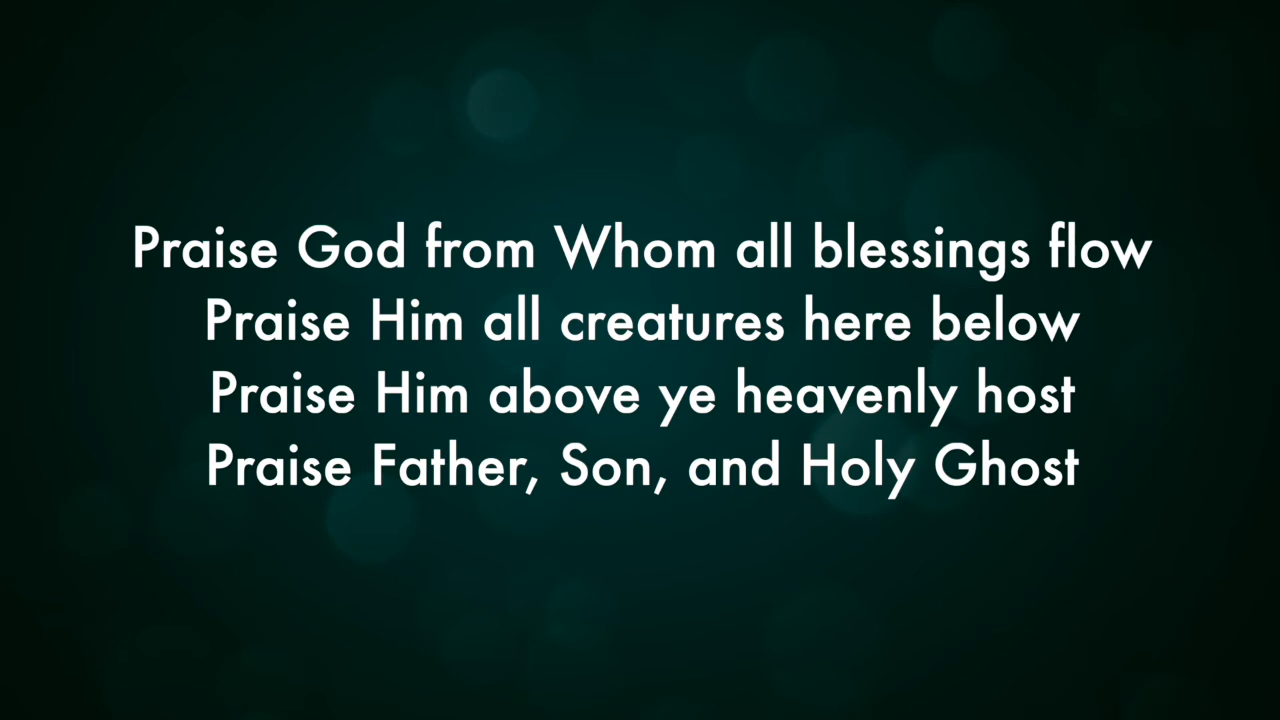 Praise God from Whom all blessings flow
Praise Him all creatures here below
Praise Him above ye heavenly host
Praise Father, Son, and Holy Ghost